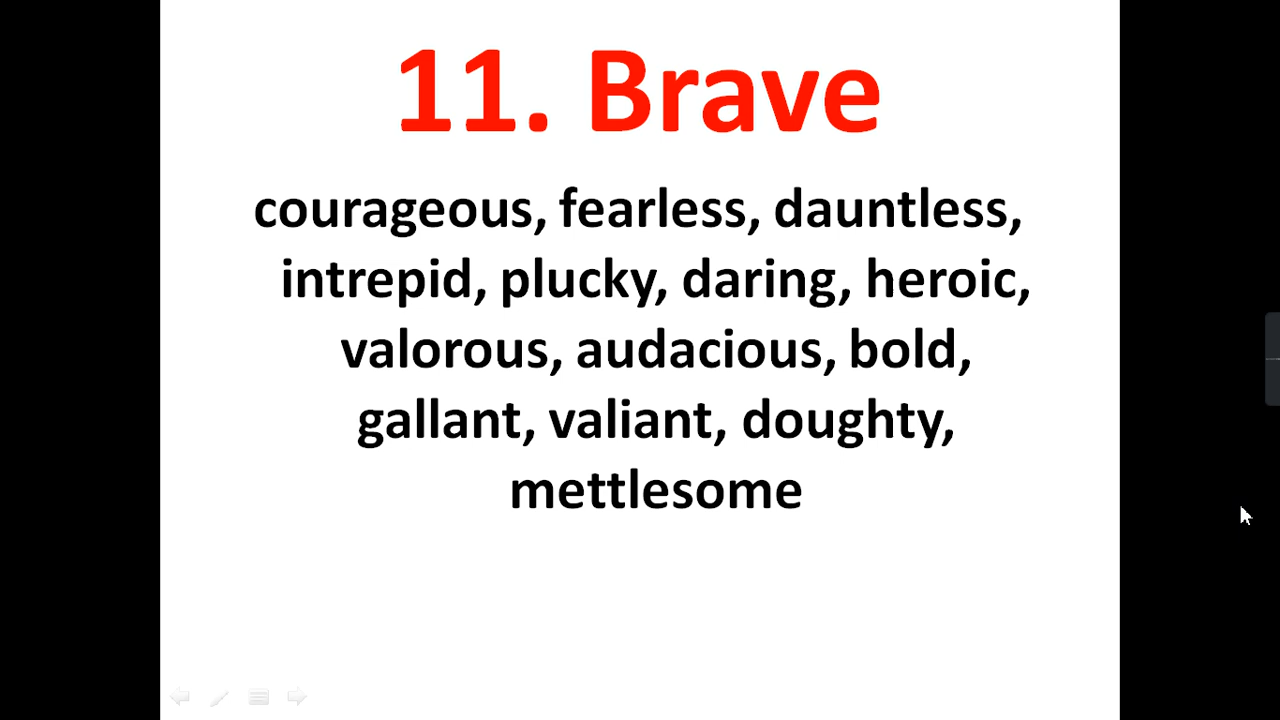 11. Brave
courageous, fearless, dauntless,
intrepid, plucky, daring, heroic,
valorous, audacious, bold,
gallant, valiant, doughty,
mettlesome